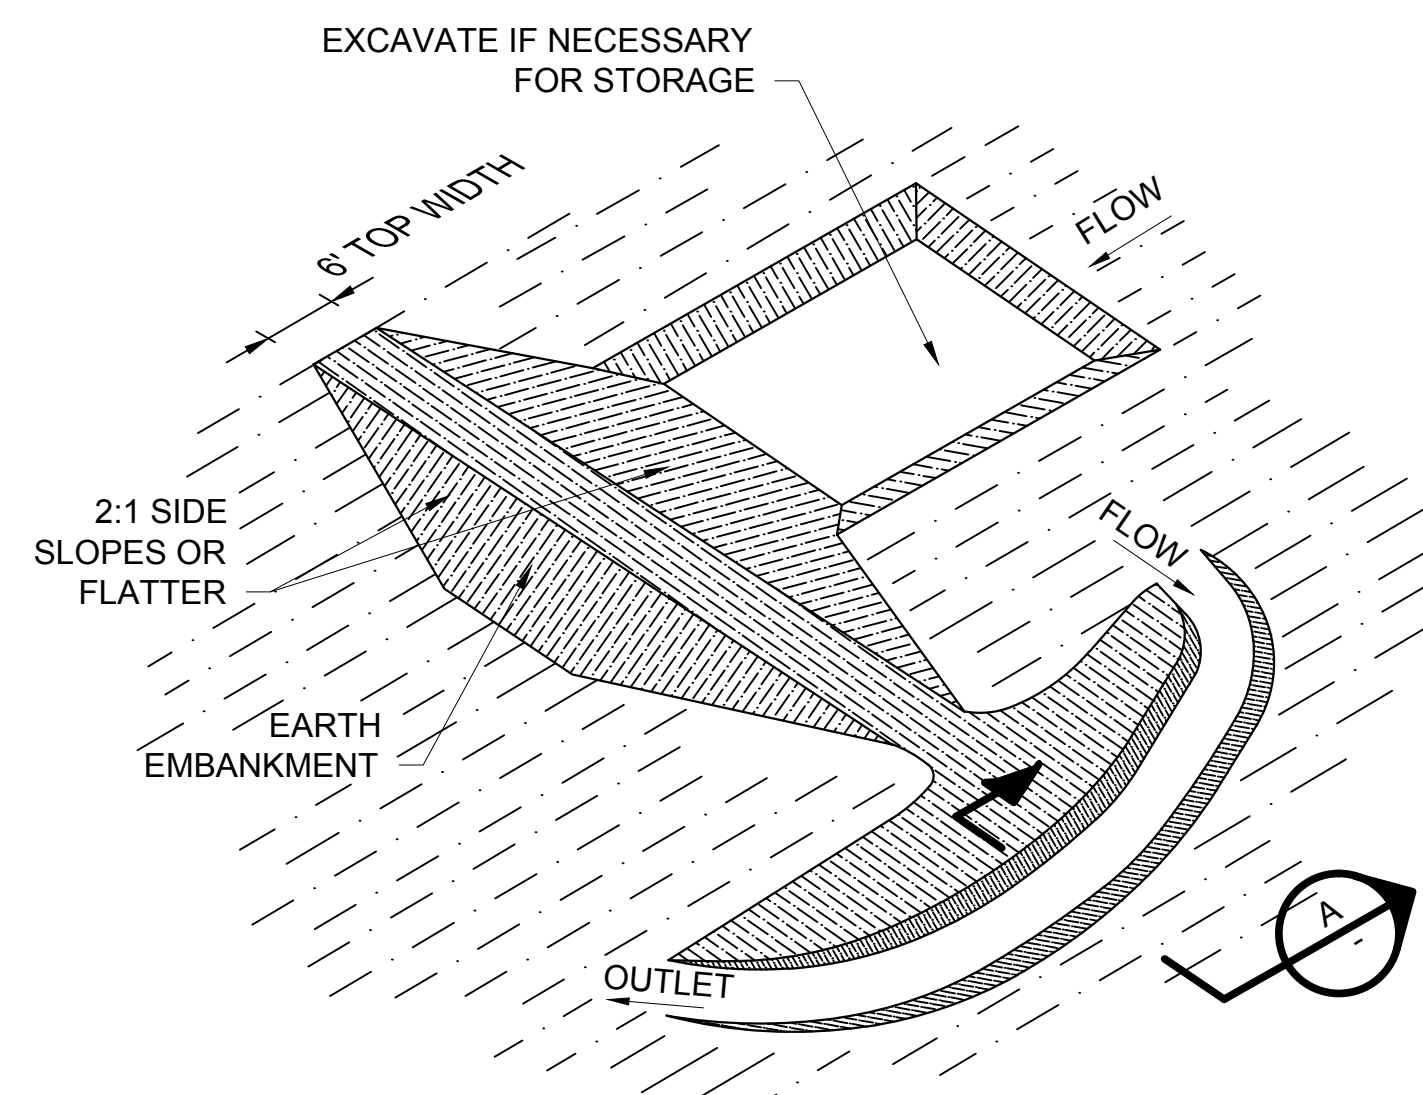 EXCAVATE IF NECESSARY
FOR STORAGE
6' TOP WIDTH
FLOW
2:1 SIDE
SLOPES OR
FLATTER
FLOW
EARTH
EMBANKMENT
OUTLET
A
-